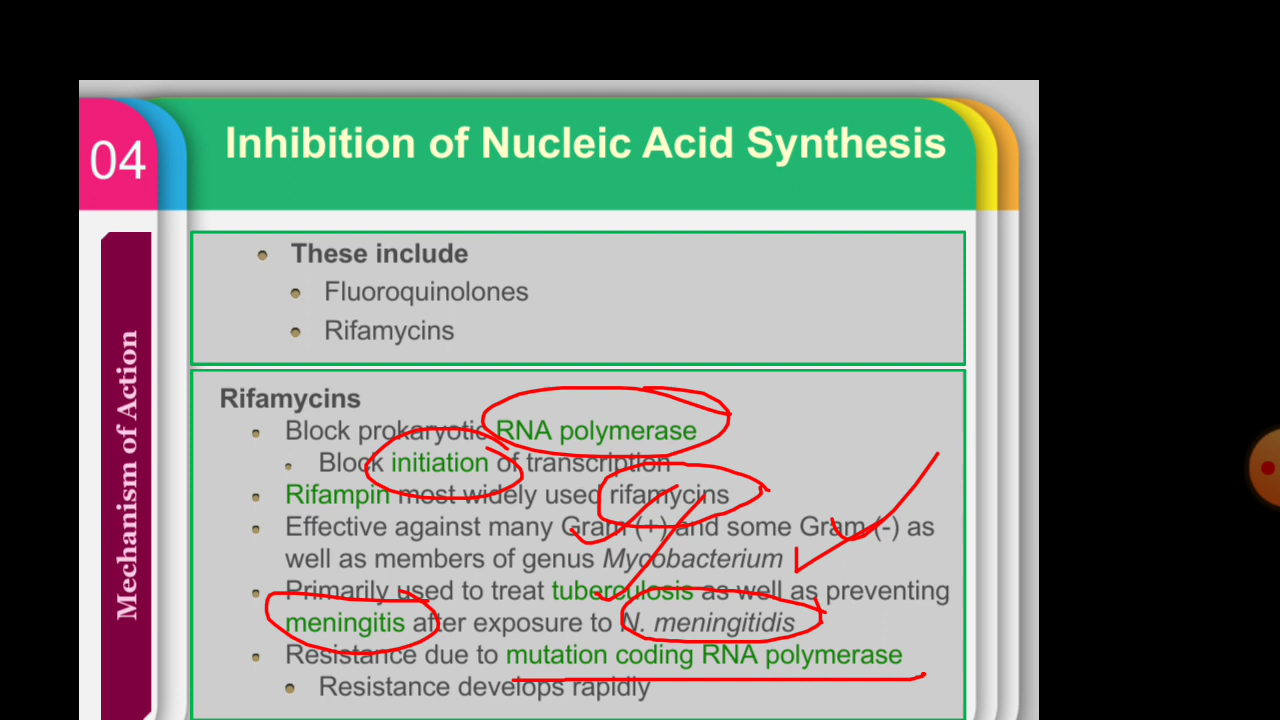 04
Inhibition of Nucleic Acid Synthesis
Mechanism of Action
These include
Fluoroquinolones
Rifamycins
Rifamycins
Block prokaryotic RNA polymerase
Block initiation of transcription
Rifampin most widely used rifamycins
Effective against many Gram (+) and some Gram (-) as
well as members of genus Mycobacterium
Primarily used to treat tuberculosis as well as preventing
meningitis after exposure to N. meningitidis
Resistance due to mutation coding RNA polymerase
Resistance develops rapidly